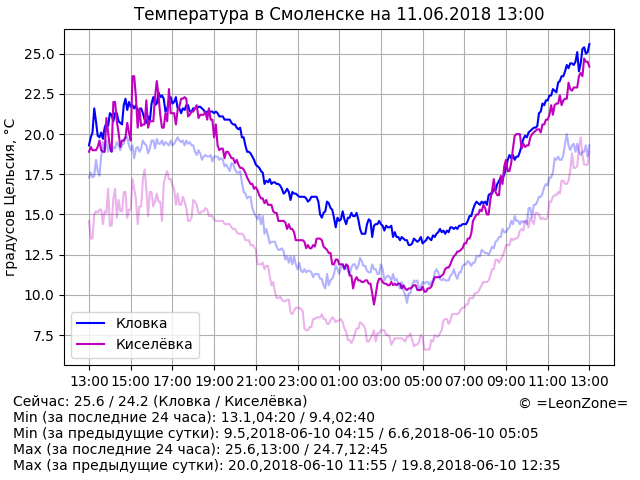 Температура в Смоленске на 11.06.2018 13:00
градусов Цельсия, °C
25.0
22.5
20.0
17.5
15.0
12.5
10.0
7.5
Кловка
Киселёвка
13:00 15:00 17:00 19:00 21:00 23:00 01:00 03:00 05:00 07:00 09:00 11:00 13:00
Сейчас: 25.6 / 24.2 (Кловка / Киселёвка)
© =LeonZone=
Min (за последние 24 часа): 13.1,04:20 / 9.4,02:40
Min (за предыдущие сутки): 9.5,2018-06-10 04:15 / 6.6,2018-06-10 05:05
Max (за последние 24 часа): 25.6,13:00 / 24.7,12:45
Max (за предыдущие сутки): 20.0,2018-06-10 11:55 / 19.8,2018-06-10 12:35